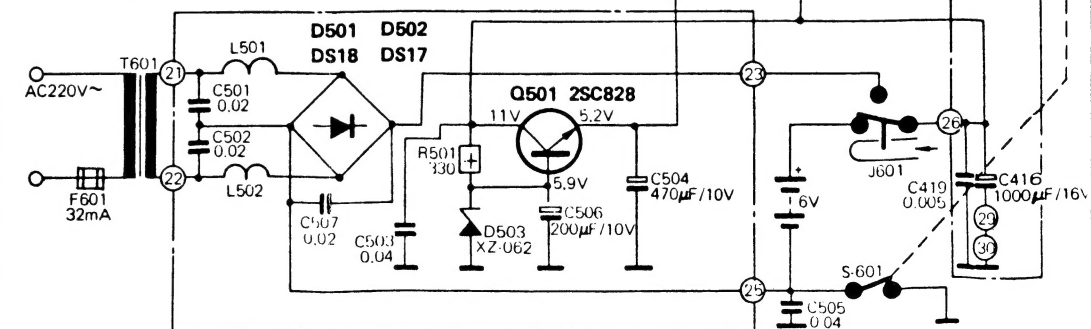 D501 D502
DS18 DS17
T601
L501
21
23
AC220V~
C501
0.02
Q501 2SC828
11V
5.2V
26
C502
0.02
R501
330
J601
22
5.9V
C504
470μF/10V
C419
0.005
C416
1000μF/16V
F601
32mA
L502
6V
C507
0.02
C503
0.04
D503
XZ-062
C506
200μF/10V
29
30
S-601
25
C505
0.04